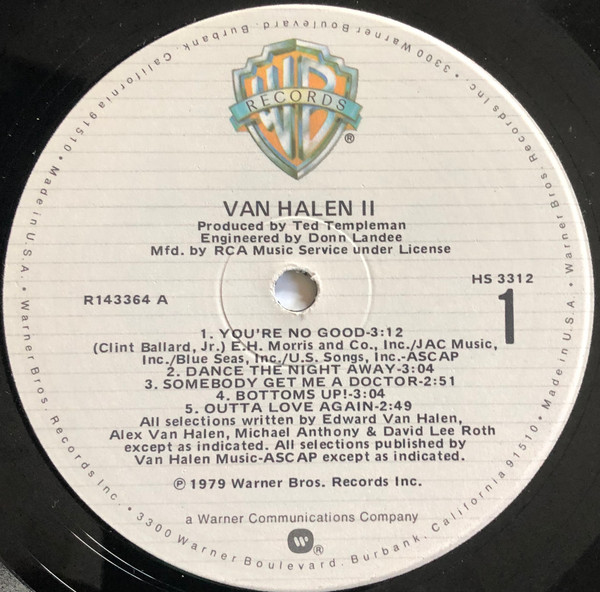 WB
RECORDS
®
VAN HALEN II
Produced by Ted Templeman
Engineered by Donn Landee
Mfd. by RCA Music Service under License
R143364 A
HS 3312
1
1. YOU'RE NO GOOD-3:12
(Clint Ballard, Jr.) E.H. Morris and Co., Inc./JAC Music,
Inc./Blue Seas, Inc./U.S. Songs, Inc.-ASCAP
2. DANCE THE NIGHT AWAY-3:04
3. SOMEBODY GET ME A DOCTOR-2:51
4. BOTTOMS UP!-3:04
5. OUTTA LOVE AGAIN-2:49
All selections written by Edward Van Halen,
Alex Van Halen, Michael Anthony & David Lee Roth
except as indicated. All selections published by
Van Halen Music-ASCAP except as indicated.
℗ 1979 Warner Bros. Records Inc.
a Warner Communications Company
®
Made in U.S.A. • Warner Bros. Records Inc. • 3300 Warner Boulevard, Burbank, California 91510 • Made in U.S.A. • Warner Bros. Records Inc. • 3300 Warner Boulevard, Burbank, California 91510 •